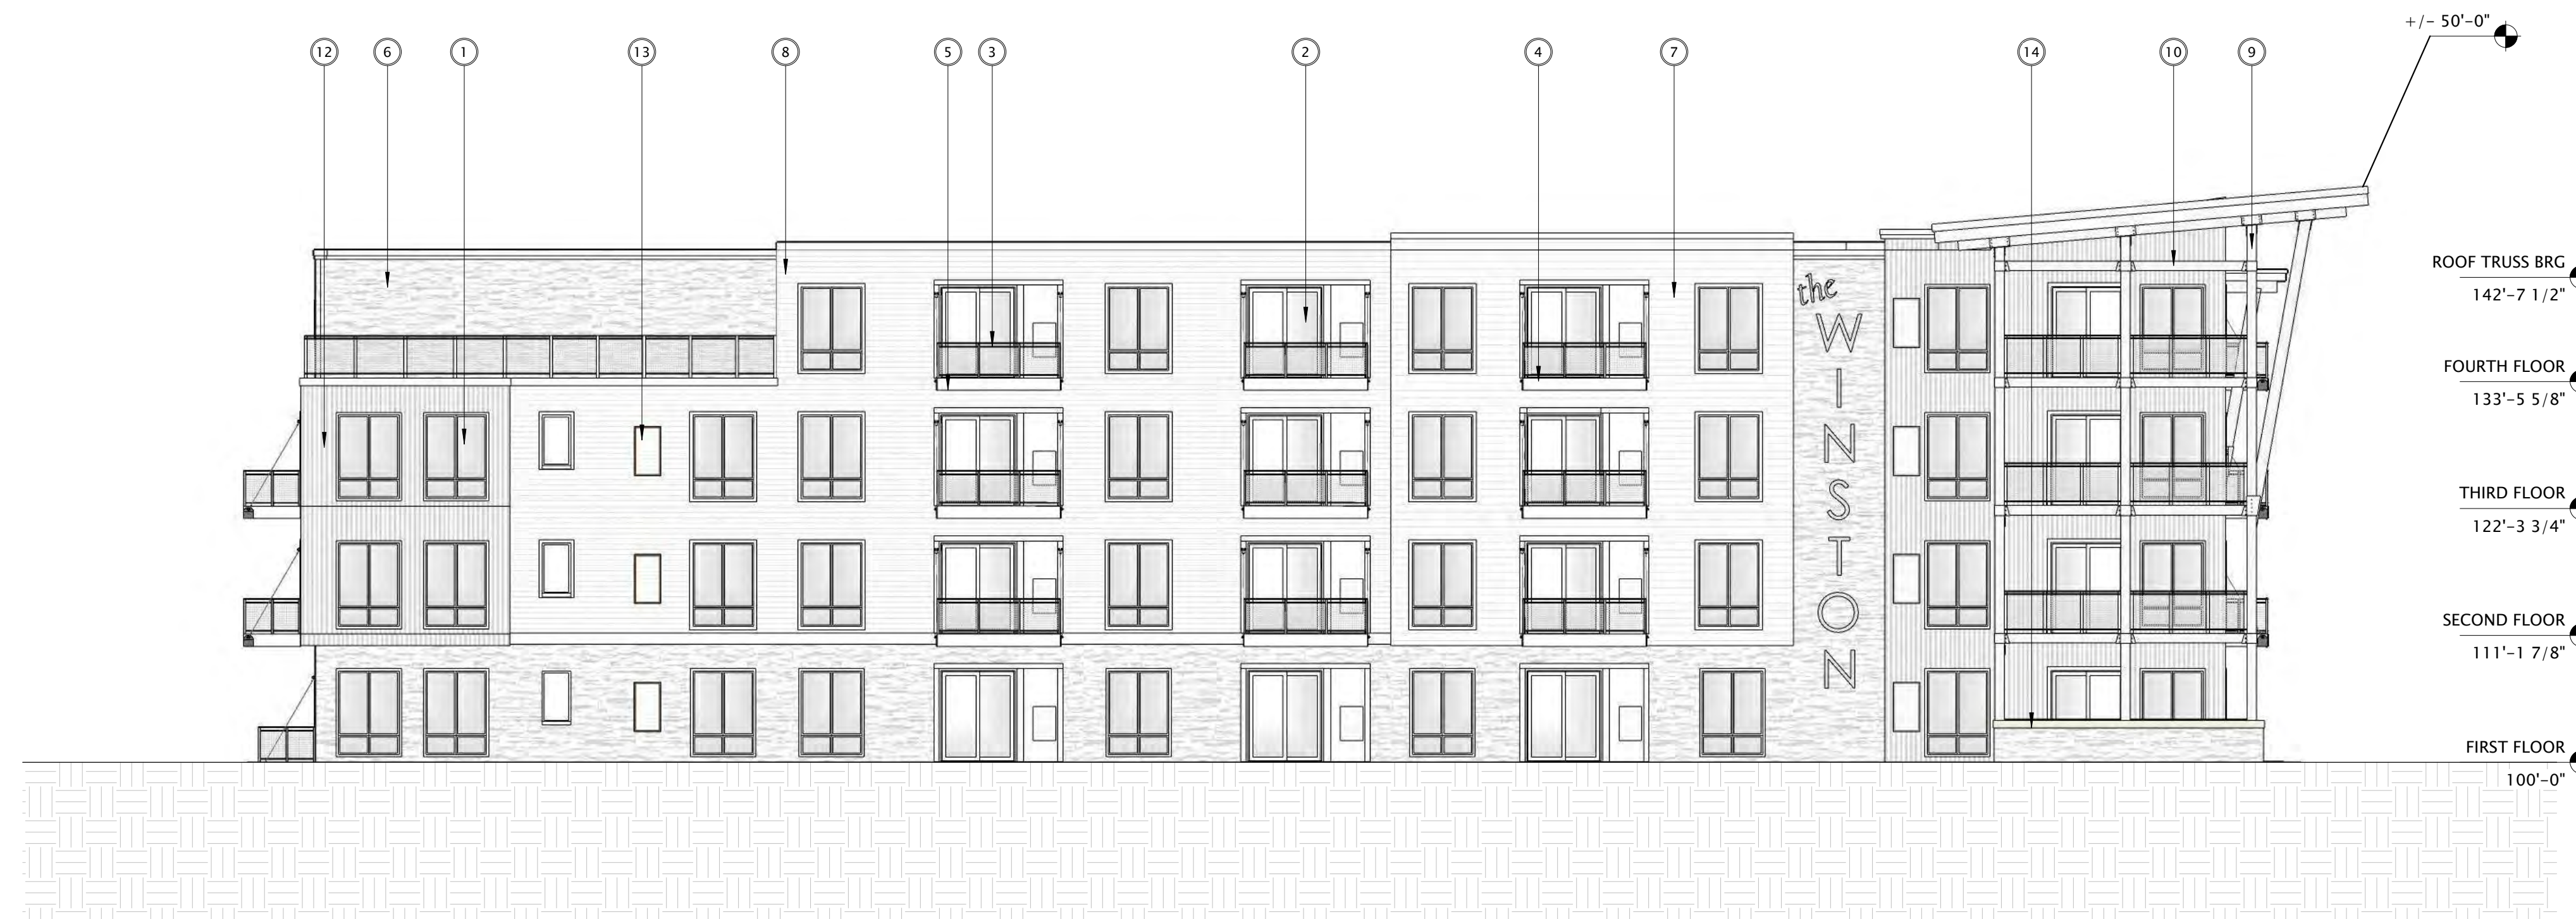 +/- 50'-0"
12 6 1 13 8 5 3 2 4 7 14 10 9
ROOF TRUSS BRG
142'-7 1/2"
FOURTH FLOOR
133'-5 5/8"
THIRD FLOOR
122'-3 3/4"
SECOND FLOOR
111'-1 7/8"
FIRST FLOOR
100'-0"
the
WINSTON